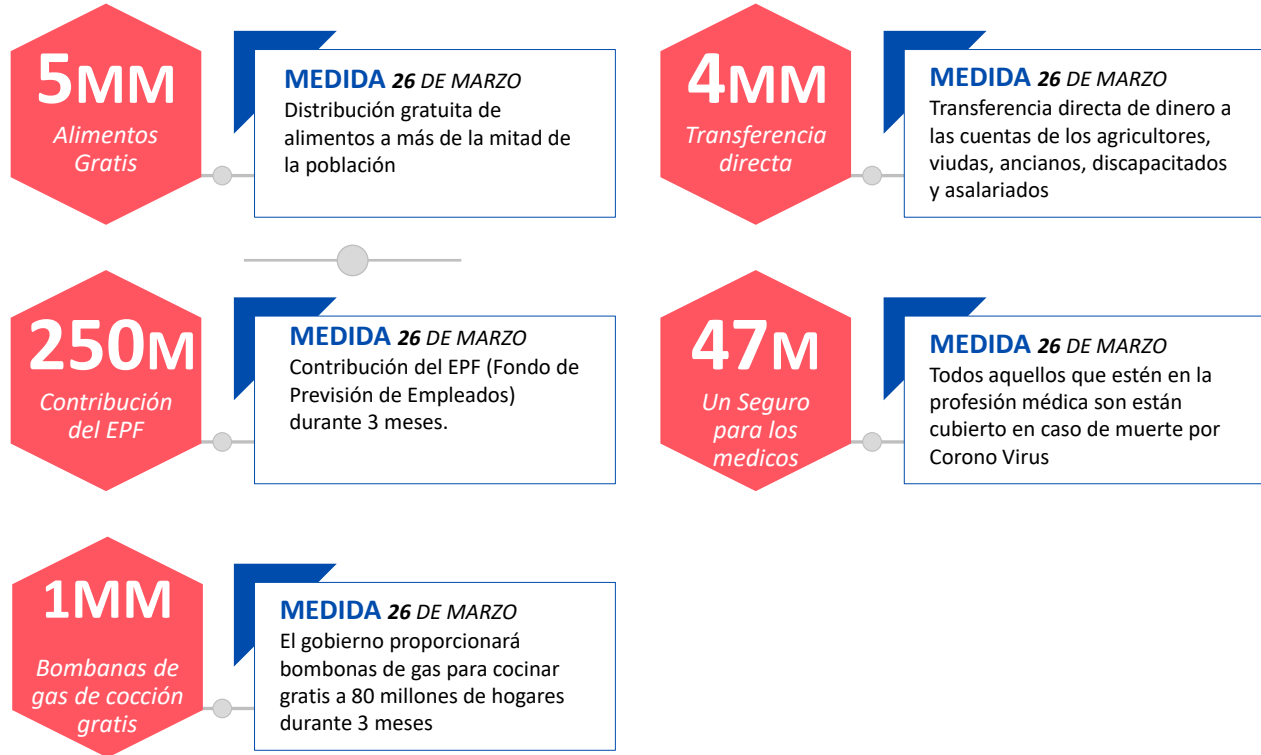 5MM
Alimentos
Gratis
MEDIDA 26 DE MARZO
Distribución gratuita de
alimentos a más de la mitad de
la población
4MM
Transferencia
directa
MEDIDA 26 DE MARZO
Transferencia directa de dinero a
las cuentas de los agricultores,
viudas, ancianos, discapacitados
y asalariados
250M
Contribución
del EPF
MEDIDA 26 DE MARZO
Contribución del EPF (Fondo de
Previsión de Empleados)
durante 3 meses.
47M
Un Seguro
para los
medicos
MEDIDA 26 DE MARZO
Todos aquellos que estén en la
profesión médica son están
cubierto en caso de muerte por
Corono Virus
1MM
Bombanas de
gas de cocción
gratis
MEDIDA 26 DE MARZO
El gobierno proporcionará
bombonas de gas para cocinar
gratis a 80 millones de hogares
durante 3 meses